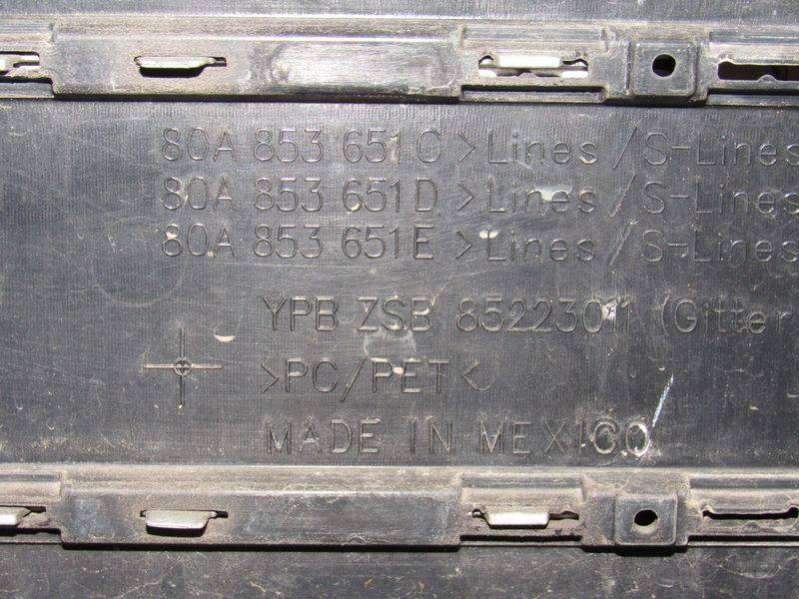 80A 853 651 C >Lines /S-Lines
80A 853 651 D >Lines /S-Lines
80A 853 651 E >Lines /S-Lines
YPB ZSB 85223011 (Gitter
>PC/PET<
MADE IN MEXICO